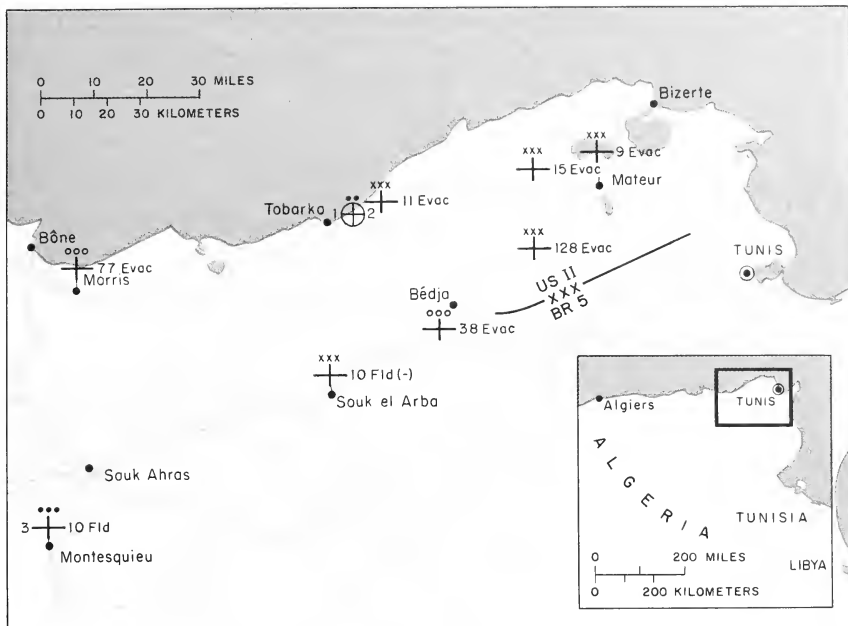 0 10 20 30 MILES
0 10 20 30 KILOMETERS
Bizerte
xxx
9 Evac
xxx
15 Evac
Mateur
xxx
11 Evac
Tobarka
1 2
Bône
ooo
77 Evac
Morris
xxx
128 Evac
TUNIS
US II
XXX
BR 5
Bédja
ooo
38 Evac
xxx
10 Fld (-)
Souk el Arba
Souk Ahras
3 10 Fld
Montesquieu
Algiers
TUNIS
ALGERIA
TUNISIA
LIBYA
0 200 MILES
0 200 KILOMETERS